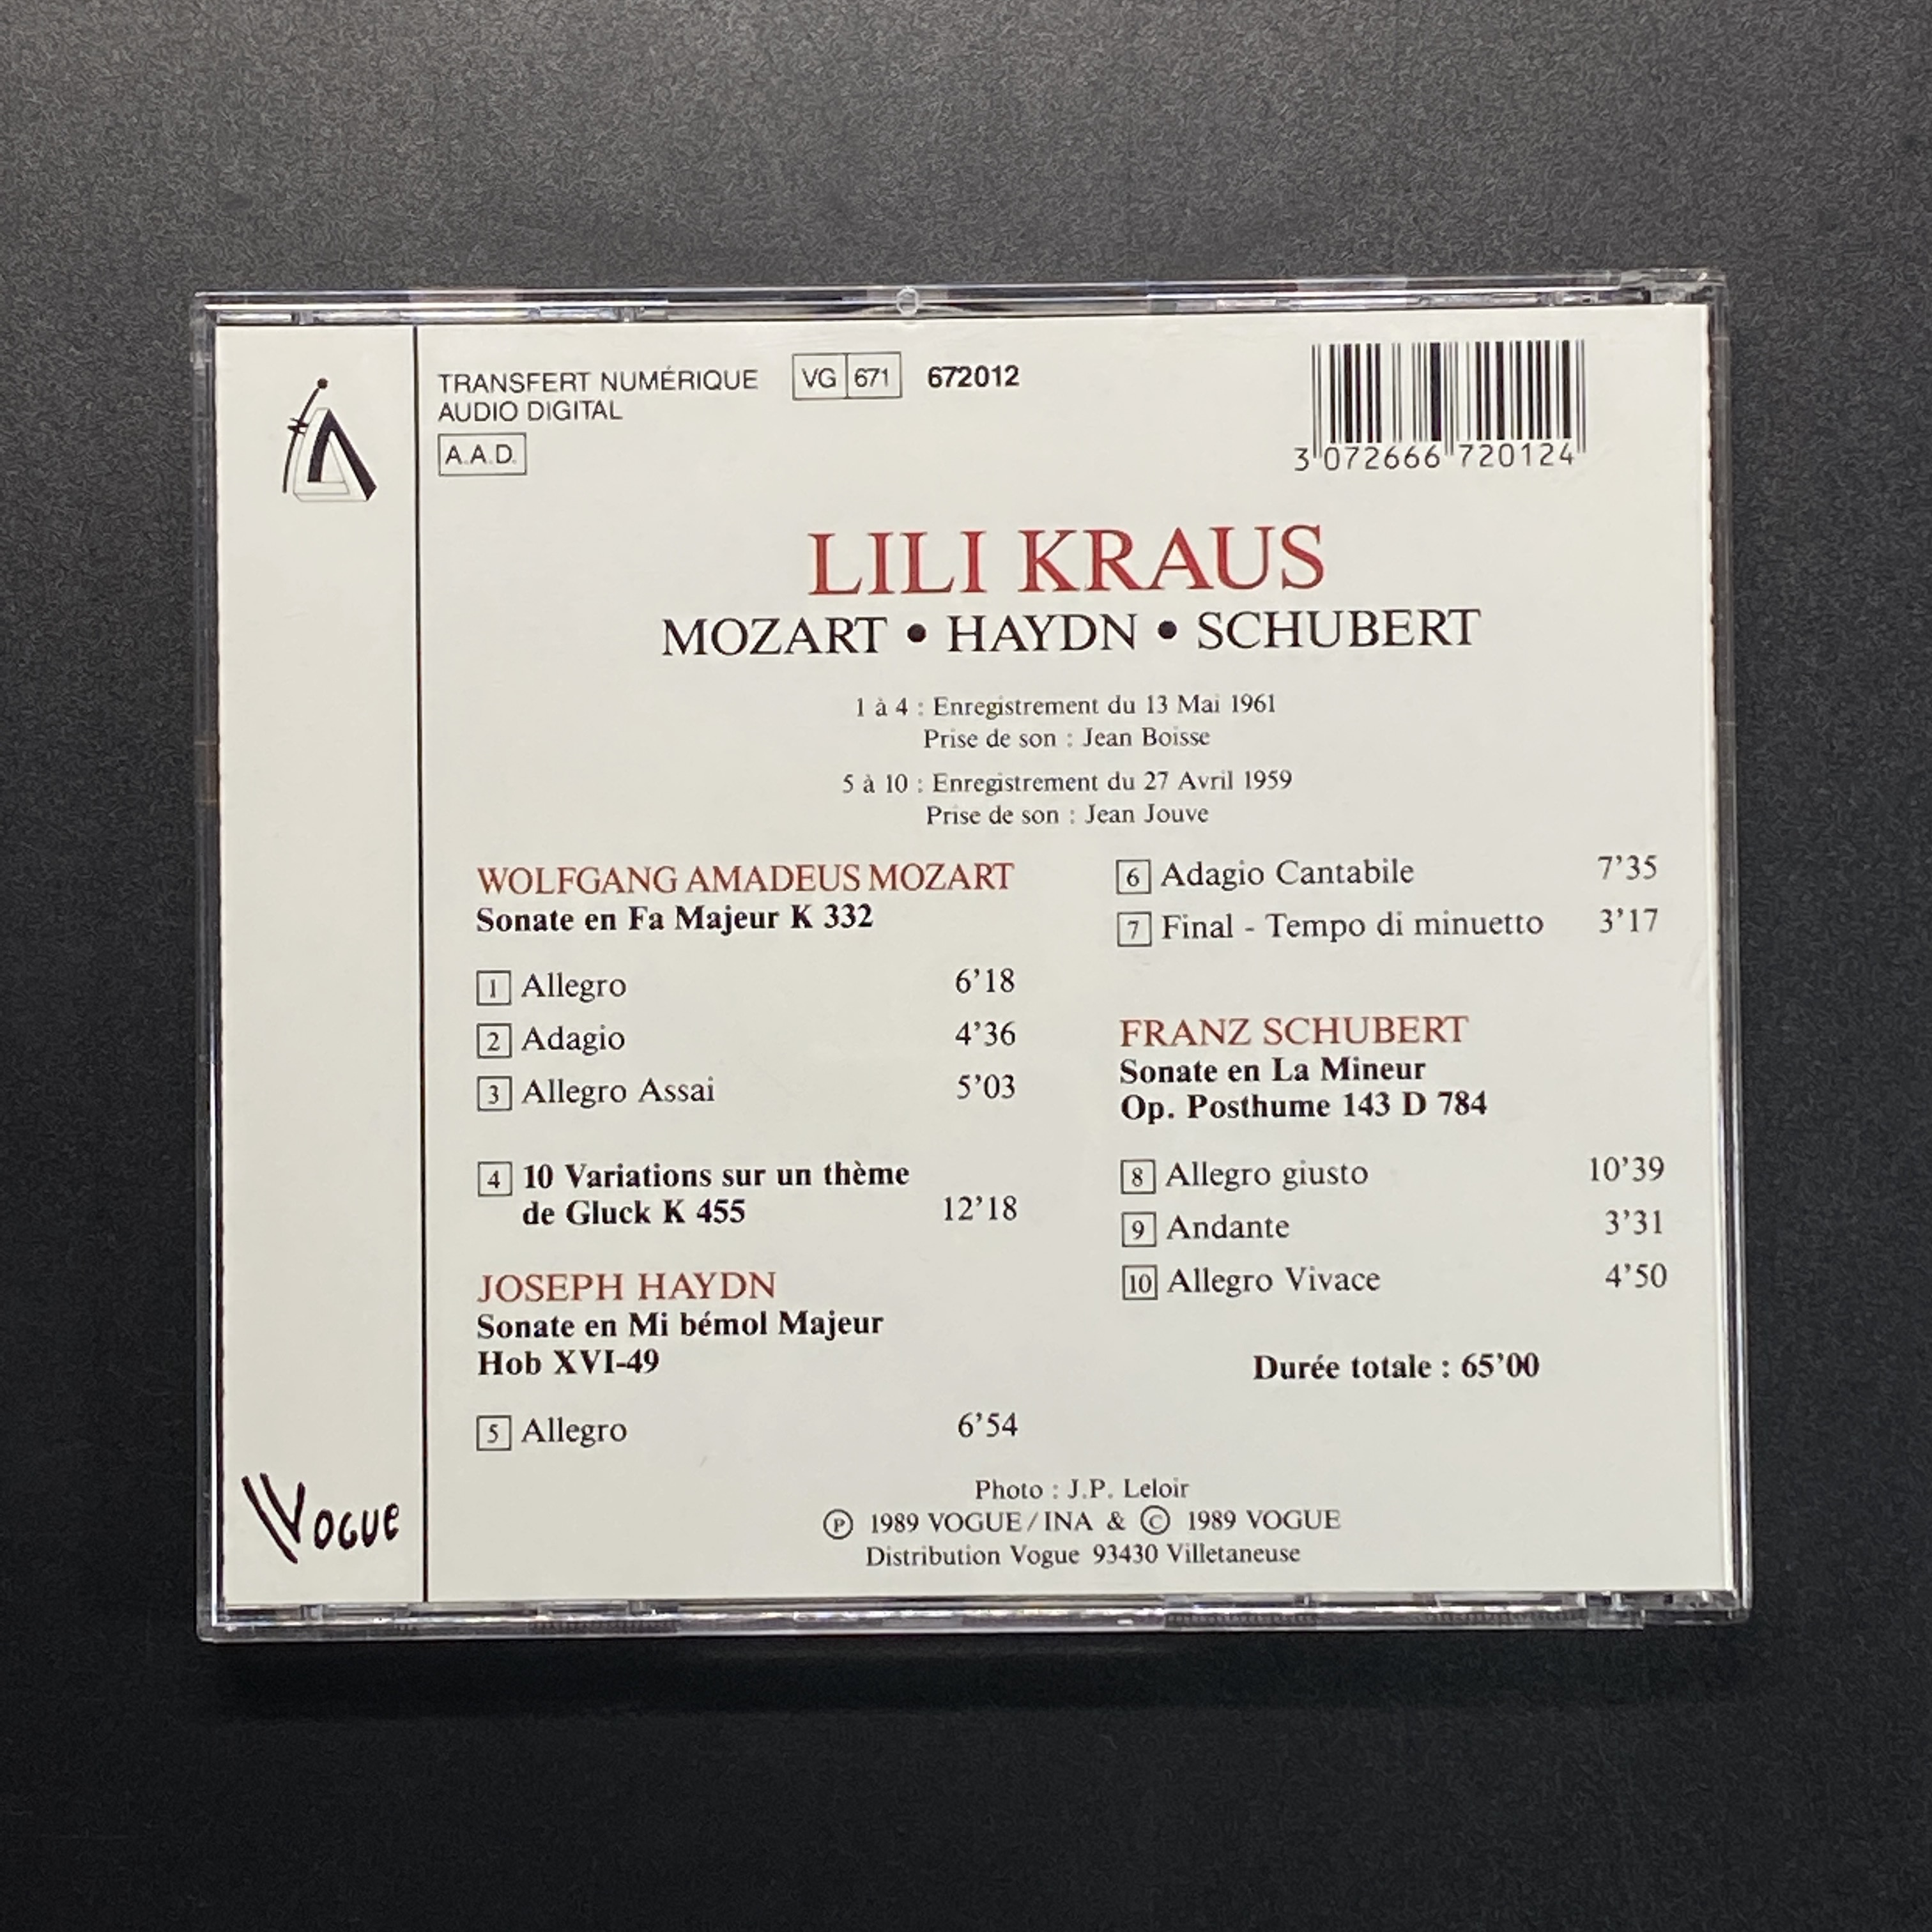 TRANSFERT NUMÉRIQUE
AUDIO DIGITAL
A.A.D.
VG 671 672012
3 072666 720124
LILI KRAUS
MOZART • HAYDN • SCHUBERT
1 à 4 : Enregistrement du 13 Mai 1961
Prise de son : Jean Boisse
5 à 10 : Enregistrement du 27 Avril 1959
Prise de son : Jean Jouve
WOLFGANG AMADEUS MOZART
Sonate en Fa Majeur K 332
1 Allegro 6'18
2 Adagio 4'36
3 Allegro Assai 5'03
4 10 Variations sur un thème
de Gluck K 455 12'18
JOSEPH HAYDN
Sonate en Mi bémol Majeur
Hob XVI-49
5 Allegro 6'54
6 Adagio Cantabile 7'35
7 Final - Tempo di minuetto 3'17
FRANZ SCHUBERT
Sonate en La Mineur
Op. Posthume 143 D 784
8 Allegro giusto 10'39
9 Andante 3'31
10 Allegro Vivace 4'50
Durée totale : 65'00
Photo : J.P. Leloir
℗ 1989 VOGUE/INA & © 1989 VOGUE
Distribution Vogue 93430 Villetaneuse
VOGUE